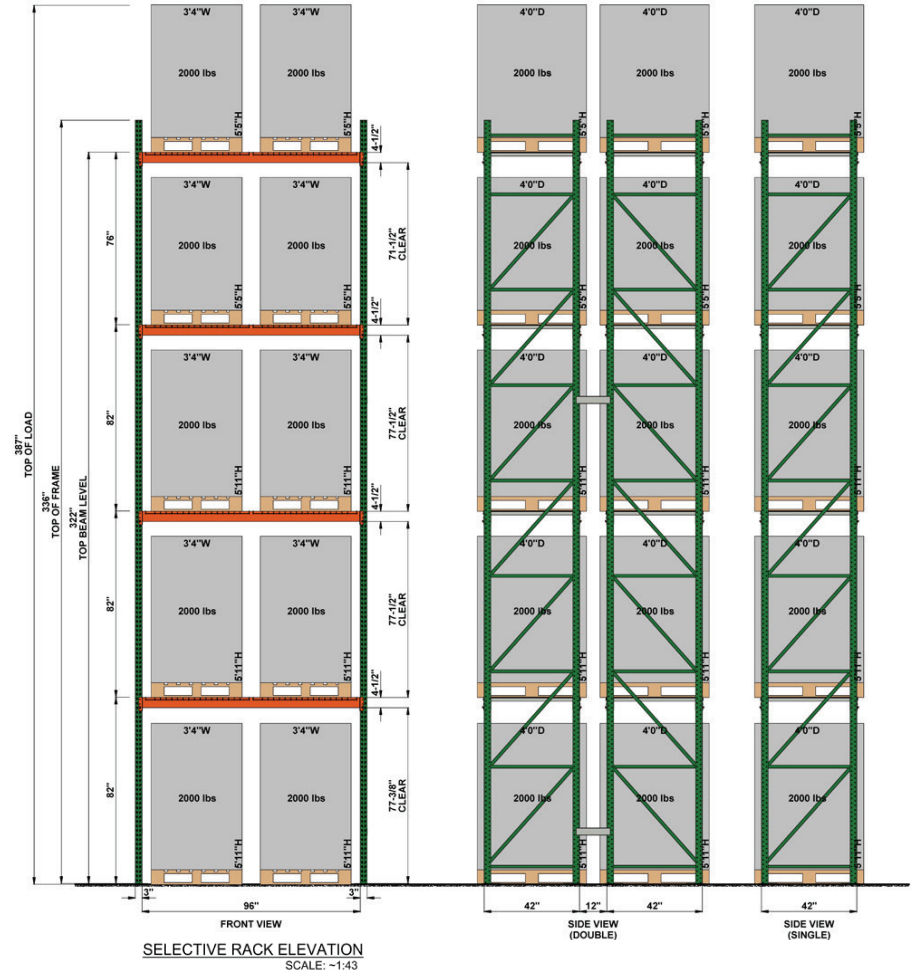 3'4"W
3'4"W
4'0"D
4'0"D
4'0"D
2000 lbs
2000 lbs
2000 lbs
2000 lbs
2000 lbs
5'5"H
5'5"H
4-1/2"
5'5"H
5'5"H
5'5"H
3'4"W
3'4"W
4'0"D
4'0"D
4'0"D
76"
2000 lbs
2000 lbs
71-1/2"
CLEAR
2000 lbs
2000 lbs
2000 lbs
5'5"H
5'5"H
4-1/2"
5'5"H
5'5"H
5'5"H
3'4"W
3'4"W
4'0"D
4'0"D
4'0"D
387"
TOP OF LOAD
336"
TOP OF FRAME
322"
TOP BEAM LEVEL
82"
2000 lbs
2000 lbs
77-1/2"
CLEAR
2000 lbs
2000 lbs
2000 lbs
5'11"H
5'11"H
4-1/2"
5'11"H
5'11"H
5'11"H
3'4"W
3'4"W
4'0"D
4'0"D
4'0"D
82"
2000 lbs
2000 lbs
77-1/2"
CLEAR
2000 lbs
2000 lbs
2000 lbs
5'11"H
5'11"H
4-1/2"
5'11"H
5'11"H
5'11"H
3'4"W
3'4"W
4'0"D
4'0"D
4'0"D
82"
2000 lbs
2000 lbs
77-3/8"
CLEAR
2000 lbs
2000 lbs
2000 lbs
5'11"H
5'11"H
5'11"H
5'11"H
5'11"H
3"
3"
96"
42"
12"
42"
42"
FRONT VIEW
SIDE VIEW
(DOUBLE)
SIDE VIEW
(SINGLE)
SELECTIVE RACK ELEVATION
SCALE: ~1:43